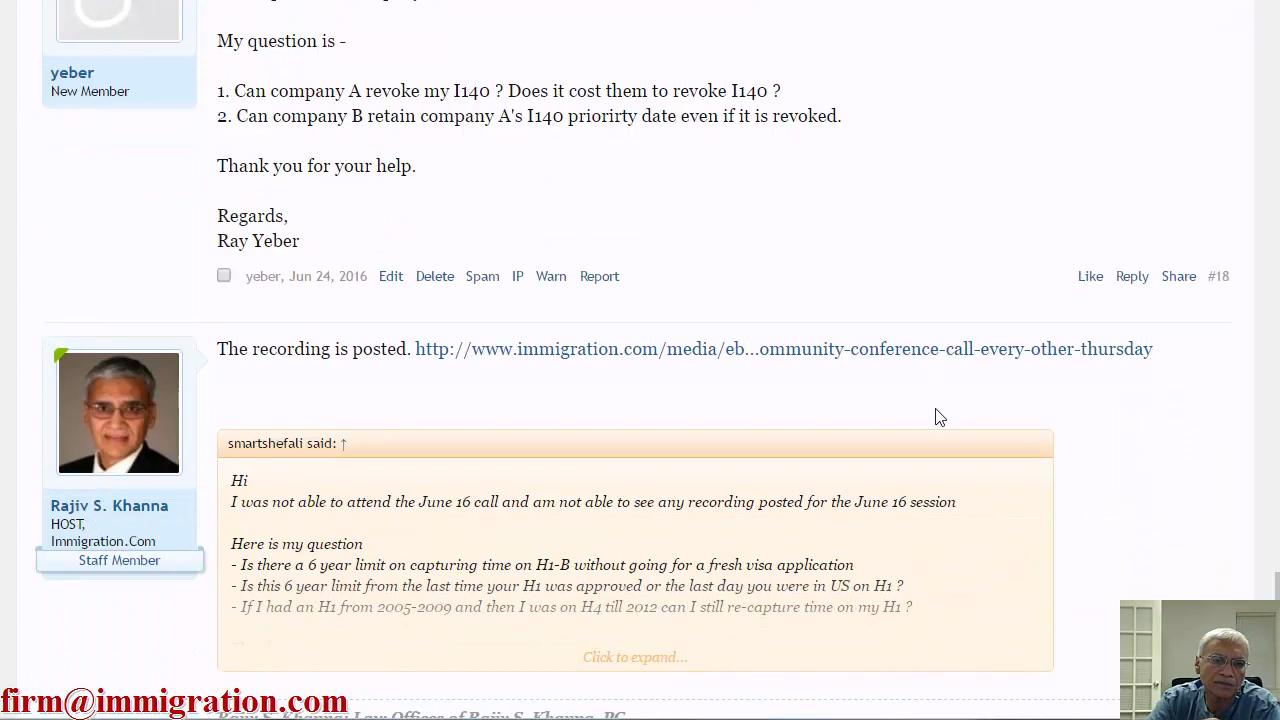 My question is -
yeber
New Member
1. Can company A revoke my I140 ? Does it cost them to revoke I140 ?
2. Can company B retain company A's I140 priorirty date even if it is revoked.
Thank you for your help.
Regards,
Ray Yeber
yeber, Jun 24, 2016 Edit Delete Spam IP Warn Report Like Reply Share #18
The recording is posted. http://www.immigration.com/media/eb...ommunity-conference-call-every-other-thursday
Rajiv S. Khanna
HOST,
Immigration.Com
Staff Member
smartshefali said: ↑
Hi
I was not able to attend the June 16 call and am not able to see any recording posted for the June 16 session
Here is my question
- Is there a 6 year limit on capturing time on H1-B without going for a fresh visa application
- Is this 6 year limit from the last time your H1 was approved or the last day you were in US on H1 ?
- If I had an H1 from 2005-2009 and then I was on H4 till 2012 can I still re-capture time on my H1 ?
Click to expand...
firm@immigration.com
Rajiv S. Khanna; Law Offices of Rajiv S. Khanna, PC